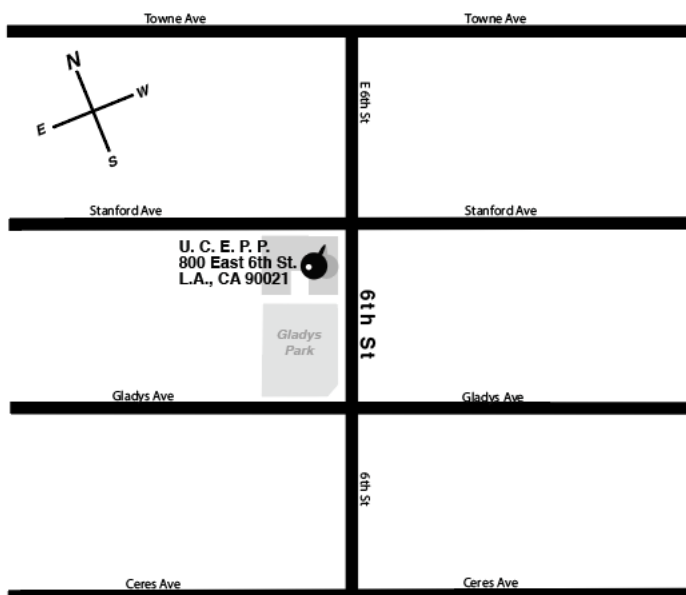 Towne Ave
Towne Ave
N
W
E
S
E 6th St
Stanford Ave
Stanford Ave
U. C. E. P. P.
800 East 6th St.
L.A., CA 90021
6th St
Gladys
Park
Gladys Ave
Gladys Ave
6th St
Ceres Ave
Ceres Ave